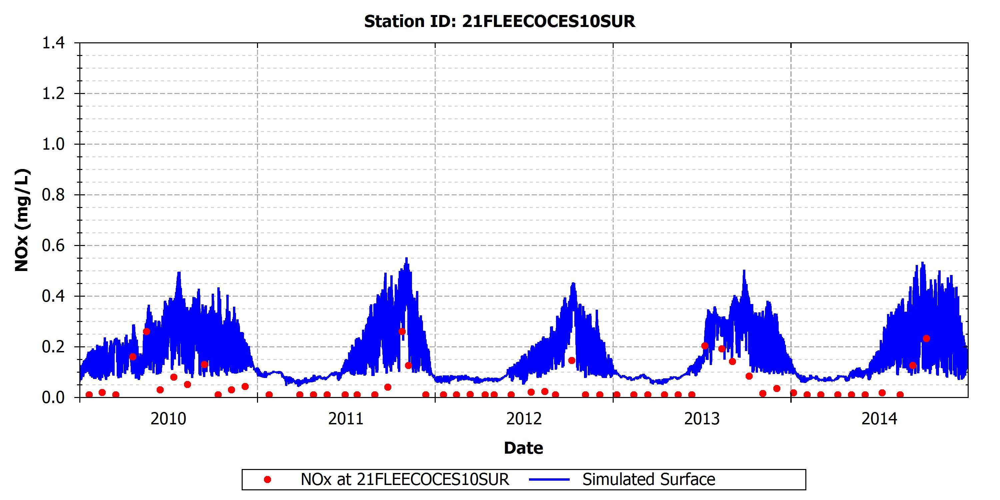 Station ID: 21FLEECOCES10SUR
1.4
1.2
1.0
0.8
0.6
0.4
0.2
0.0
NOx (mg/L)
2010 2011 2012 2013 2014
Date
NOx at 21FLEECOCES10SUR Simulated Surface